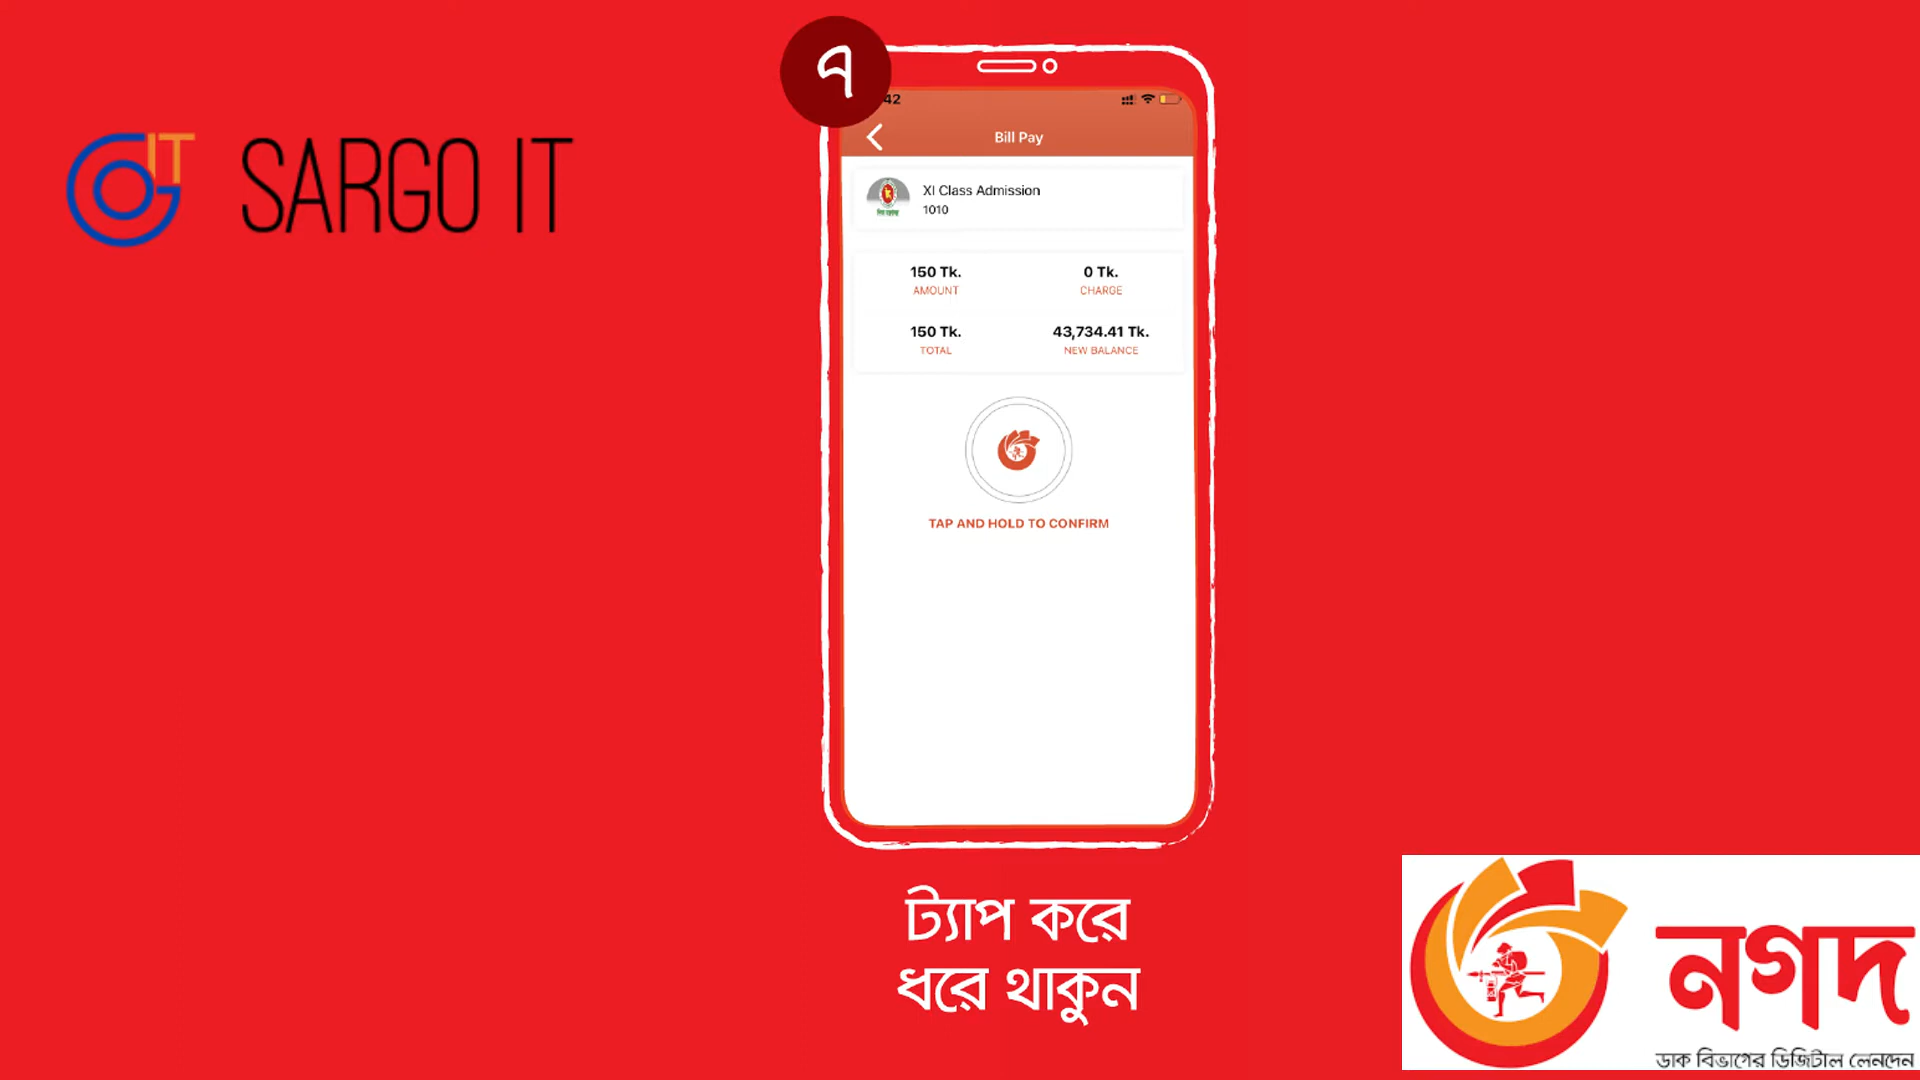 ৭
42
IT
SARGO IT
Bill Pay
XI Class Admission
1010
150 Tk.
0 Tk.
AMOUNT
CHARGE
150 Tk.
43,734.41 Tk.
TOTAL
NEW BALANCE
TAP AND HOLD TO CONFIRM
ট্যাপ করে
ধরে থাকুন
নগদ
ডাক বিভাগের ডিজিটাল লেনদেন